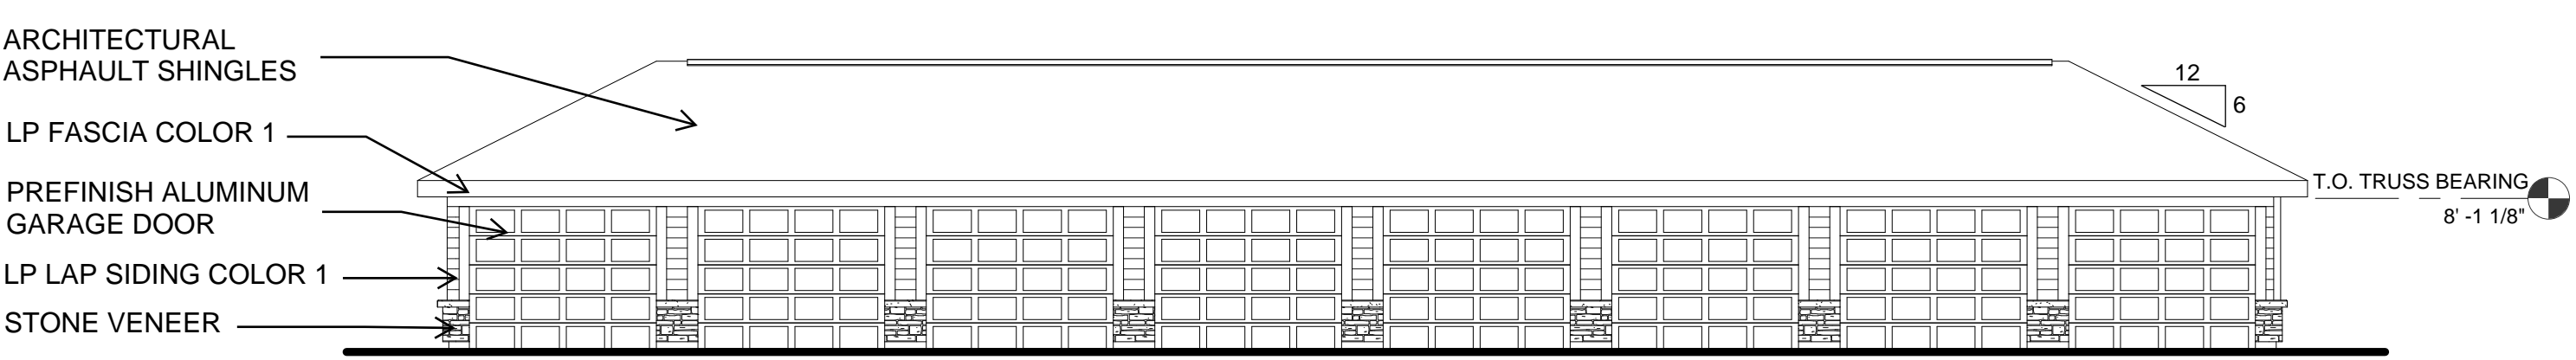 ARCHITECTURAL
ASPHAULT SHINGLES
LP FASCIA COLOR 1
PREFINISH ALUMINUM
GARAGE DOOR
LP LAP SIDING COLOR 1
STONE VENEER
12
6
T.O. TRUSS BEARING
8' -1 1/8"